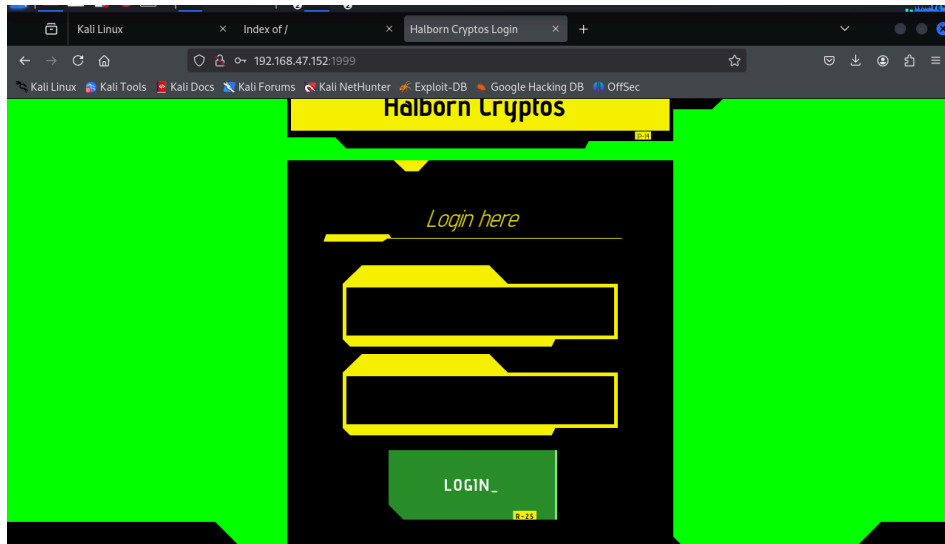 Kali Linux × Index of / × Halborn Cryptos Login × +
192.168.47.152:1999
Kali Linux Kali Tools Kali Docs Kali Forums Kali NetHunter Exploit-DB Google Hacking DB OffSec
Halborn Cryptos
Login here
LOGIN_
R-25